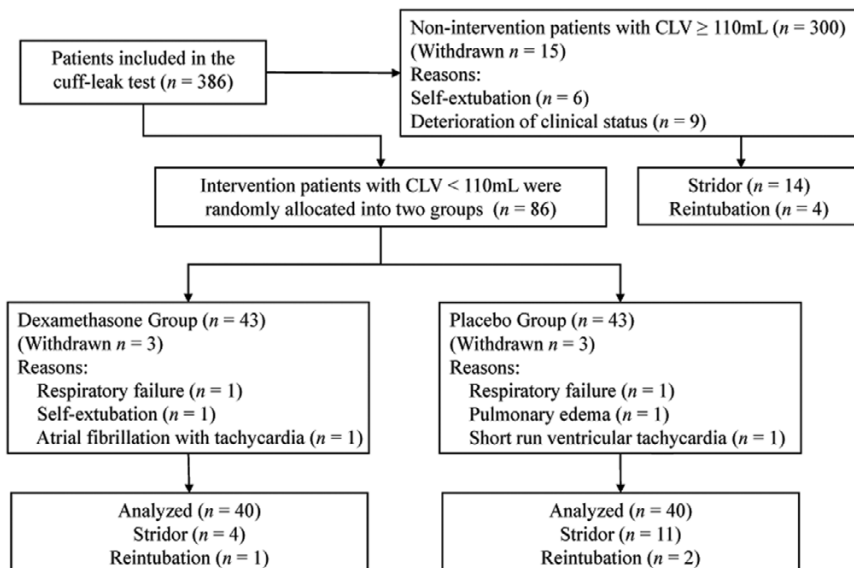 Patients included in the
cuff-leak test (n = 386)
Non-intervention patients with CLV ≥ 110mL (n = 300)
(Withdrawn n = 15)
Reasons:
Self-extubation (n = 6)
Deterioration of clinical status (n = 9)
Intervention patients with CLV < 110mL were
randomly allocated into two groups (n = 86)
Stridor (n = 14)
Reintubation (n = 4)
Dexamethasone Group (n = 43)
(Withdrawn n = 3)
Reasons:
Respiratory failure (n = 1)
Self-extubation (n = 1)
Atrial fibrillation with tachycardia (n = 1)
Placebo Group (n = 43)
(Withdrawn n = 3)
Reasons:
Respiratory failure (n = 1)
Pulmonary edema (n = 1)
Short run ventricular tachycardia (n = 1)
Analyzed (n = 40)
Stridor (n = 4)
Reintubation (n = 1)
Analyzed (n = 40)
Stridor (n = 11)
Reintubation (n = 2)